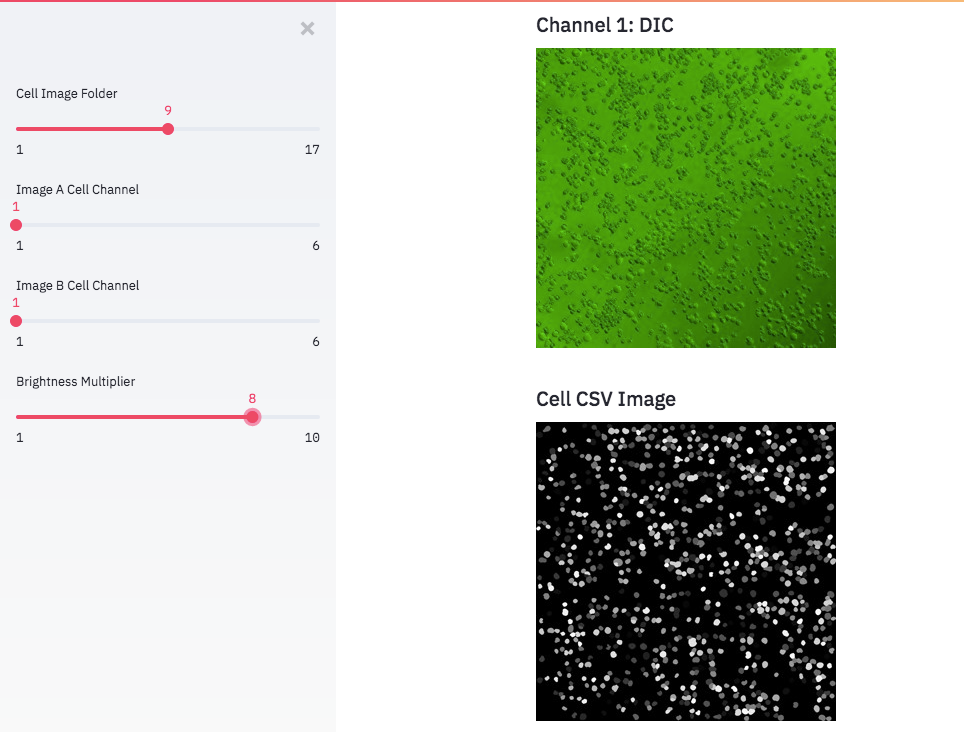 Cell Image Folder
9
1 17
Image A Cell Channel
1
1 6
Image B Cell Channel
1
1 6
Brightness Multiplier
8
1 10
Channel 1: DIC
Cell CSV Image